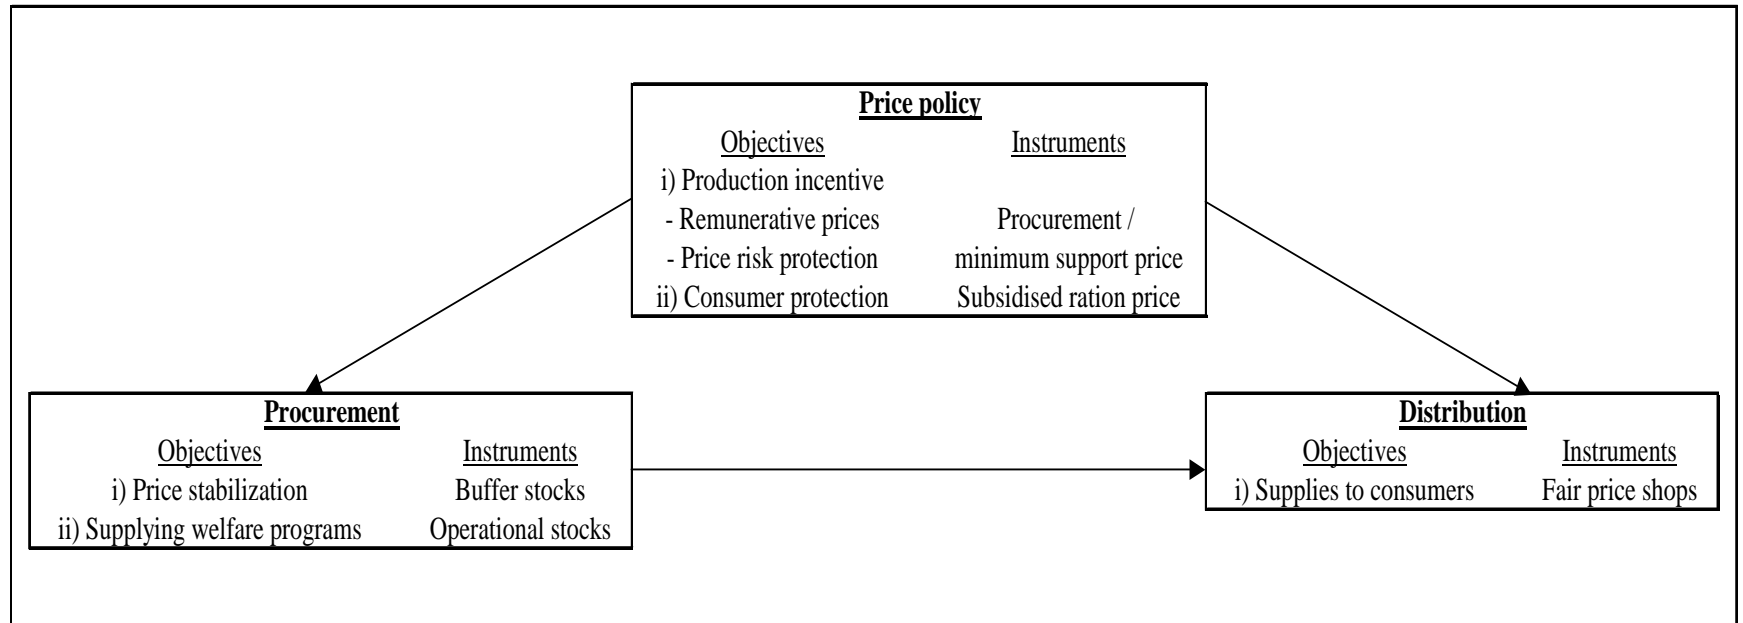 Price policy
Objectives Instruments
i) Production incentive
- Remunerative prices Procurement /
- Price risk protection minimum support price
ii) Consumer protection Subsidised ration price
Procurement
Objectives Instruments
i) Price stabilization Buffer stocks
ii) Supplying welfare programs Operational stocks
Distribution
Objectives Instruments
i) Supplies to consumers Fair price shops